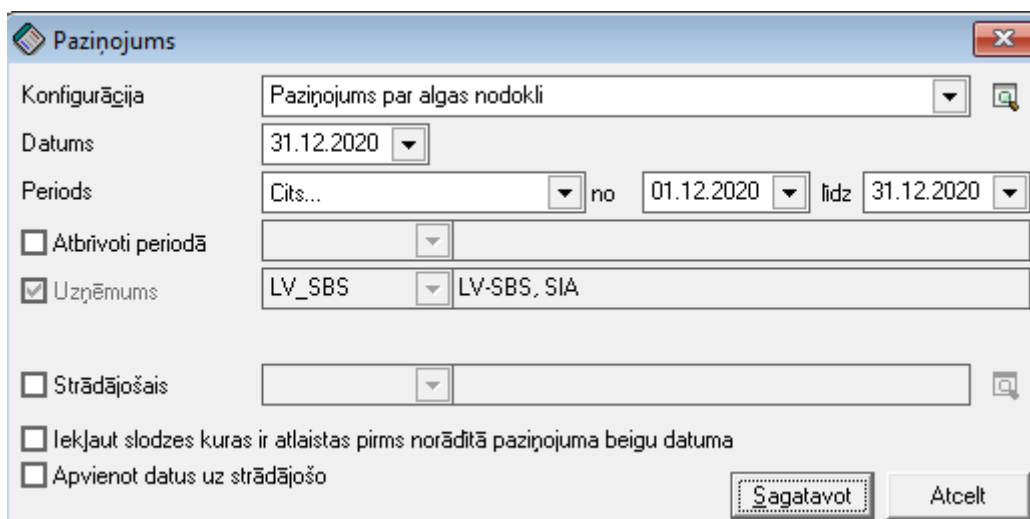 Paziņojums
Konfigurācija Paziņojums par algas nodokli
Datums 31.12.2020
Periods Cits... no 01.12.2020 līdz 31.12.2020
Atbrīvoti periodā
Uzņēmums LV_SBS LV-SBS, SIA
Strādājošais
Iekļaut slodzes kuras ir atlaistas pirms norādītā paziņojuma beigu datuma
Apvienot datus uz strādājošo
Sagatavot Atcelt